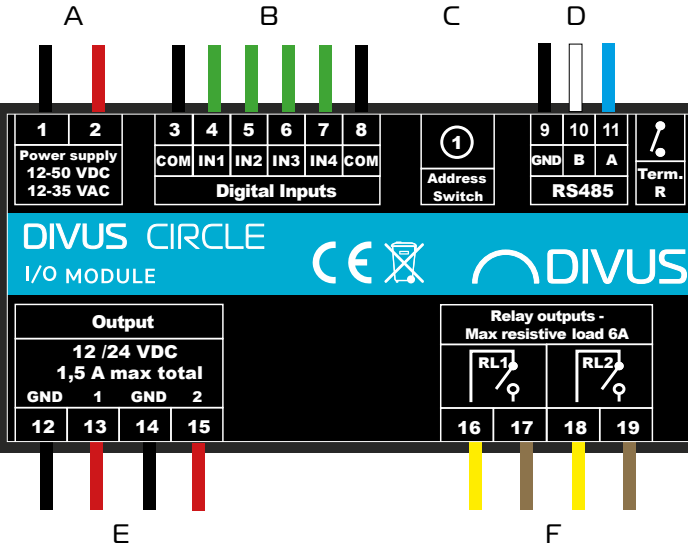 A B C D
1 2 3 4 5 6 7 8 1 9 10 11
Power supply
12-50 VDC
12-35 VAC
COM IN1 IN2 IN3 IN4 COM
Digital Inputs
Address
Switch
GND B A
RS485
Term.
R
DIVUS CIRCLE
I/O MODULE
CE
DIVUS
Output
12 /24 VDC
1,5 A max total
GND 1 GND 2
12 13 14 15
Relay outputs -
Max resistive load 6A
RL1 RL2
16 17 18 19
E F